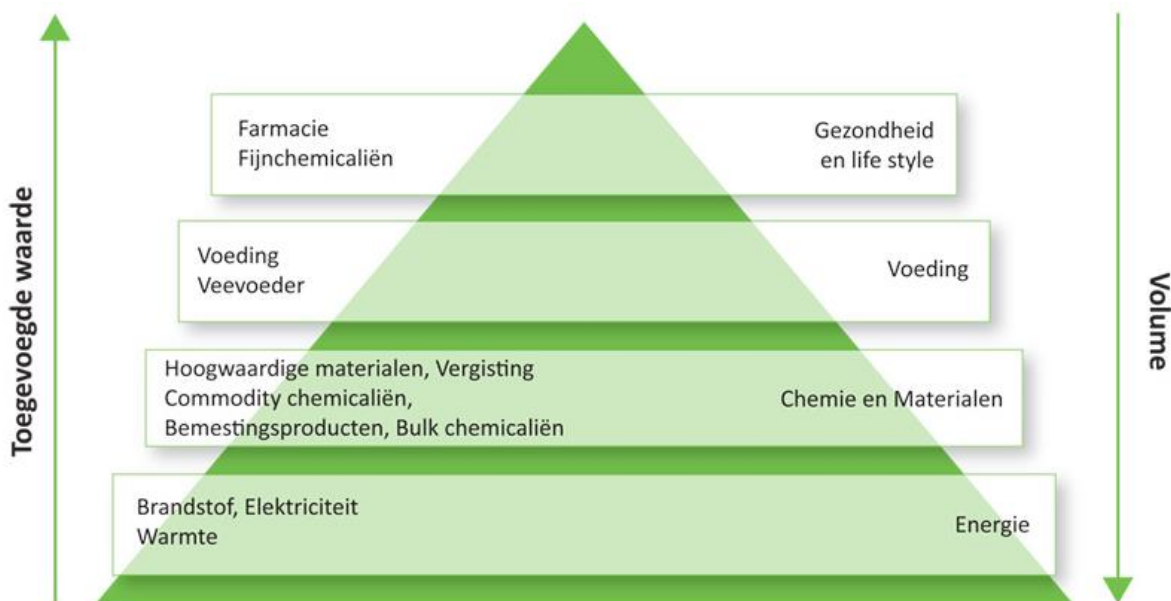 Toegevoegde waarde
Farmacie
Fijnchemicaliën
Gezondheid
en life style
Voeding
Veevoeder
Voeding
Hoogwaardige materialen, Vergisting
Commodity chemicaliën,
Bemestingsproducten, Bulk chemicaliën
Chemie en Materialen
Brandstof, Elektriciteit
Warmte
Energie
Volume